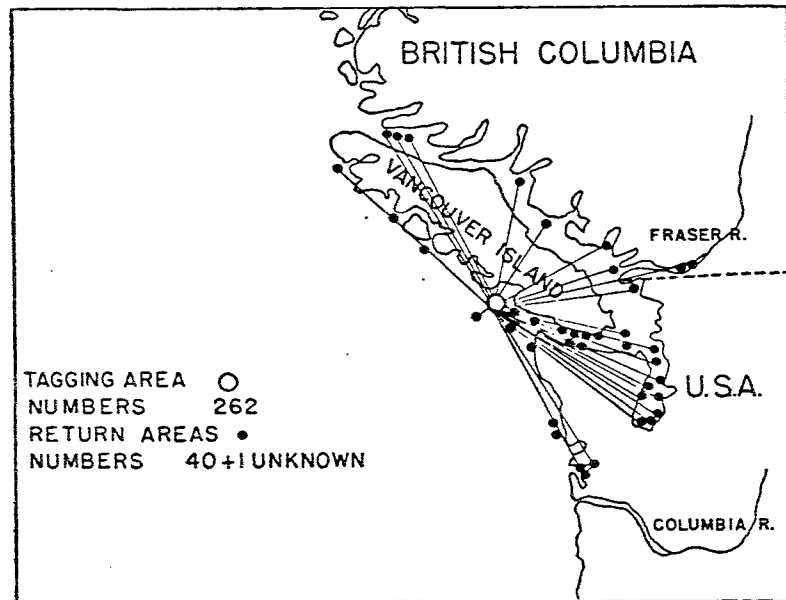 BRITISH COLUMBIA
VANCOUVER ISLAND
FRASER R.
U.S.A.
TAGGING AREA
NUMBERS 262
RETURN AREAS
NUMBERS 40+1 UNKNOWN
COLUMBIA R.